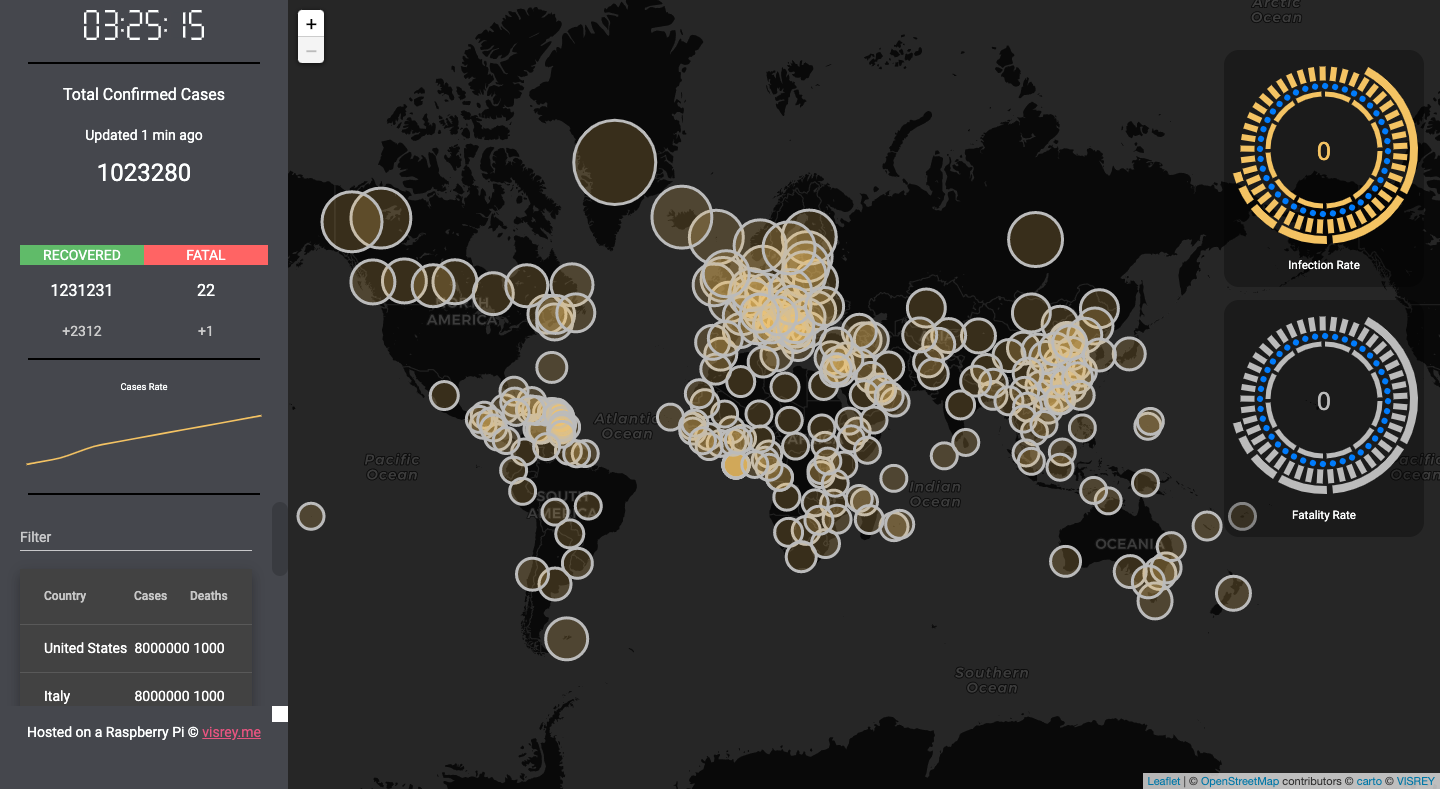 03:25:15
Total Confirmed Cases
Updated 1 min ago
1023280
RECOVERED FATAL
1231231 22
+2312 +1
Cases Rate
Filter
Country Cases Deaths
United States 8000000 1000
Italy 8000000 1000
Hosted on a Raspberry Pi © visrey.me
+
−
Arctic
Ocean
NORTH
AMERICA
Atlantic
Ocean
Pacific
Ocean
SOUTH
AMERICA
Indian
Ocean
OCEANIA
Southern
Ocean
0
Infection Rate
0
Fatality Rate
Pacific
Ocean
Leaflet | © OpenStreetMap contributors © carto © VISREY